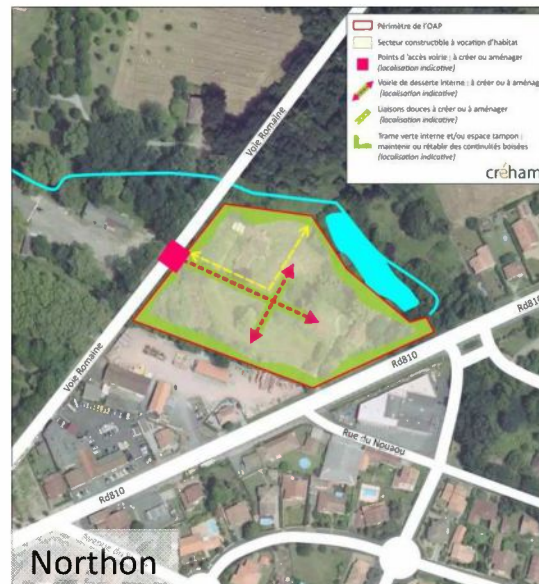 Périmètre de l'OAP
Secteur constructible à vocation d'habitat
Points d'accès voirie : à créer ou aménager
(localisation indicative)
Voirie de desserte interne : à créer ou à aménag
(localisation indicative)
Liaisons douces à créer ou à aménager
(localisation indicative)
Trame verte interne et/ou espace tampon :
maintenir ou rétablir des continuités boisées
(localisation indicative)
créham
Voie Romaine
Voie Romaine
Rd810
Rd810
Rd810
Rue du Nouaou
Northon